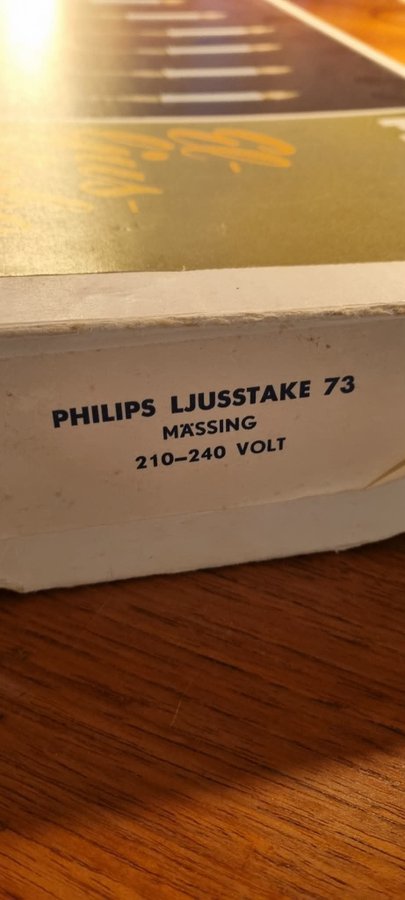 PHILIPS LJUSSTAKE 73
MÄSSING
210–240 VOLT